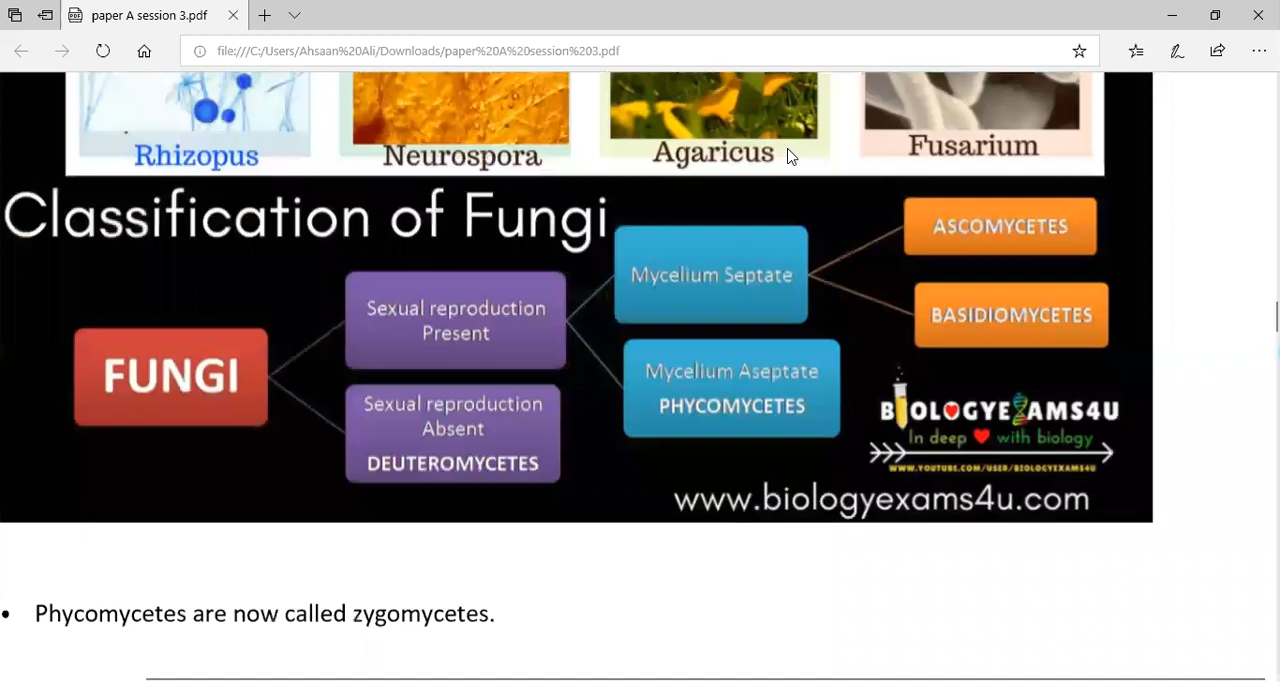 paper A session 3.pdf
file:///C:/Users/Ahsaan%20Ali/Downloads/paper%20A%20session%203.pdf
Rhizopus
Neurospora
Agaricus
Fusarium
Classification of Fungi
FUNGI
Sexual reproduction
Present
Sexual reproduction
Absent
DEUTEROMYCETES
Mycelium Septate
Mycelium Aseptate
PHYCOMYCETES
ASCOMYCETES
BASIDIOMYCETES
BIOLOGYEXAMS4U
In deep ❤ with biology
WWW.YOUTUBE.COM/USER/BIOLOGYEXAMS4U
www.biologyexams4u.com
• Phycomycetes are now called zygomycetes.